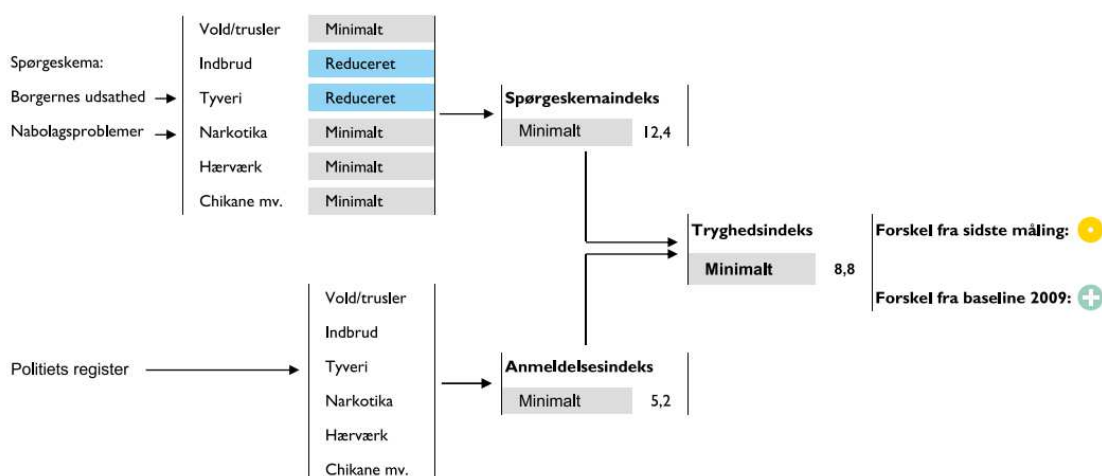 Vold/trusler Minimalt
Spørgeskema: Indbrud Reduceret
Borgernes udsathed Tyveri Reduceret
Nabolagsproblemer Narkotika Minimalt
Hærværk Minimalt
Chikane mv. Minimalt
Spørgeskemaindeks
Minimalt 12,4
Tryghedsindeks
Minimalt 8,8
Forskel fra sidste måling:
Forskel fra baseline 2009:
Politiets register
Vold/trusler
Indbrud
Tyveri
Narkotika
Hærværk
Chikane mv.
Anmeldelsesindeks
Minimalt 5,2